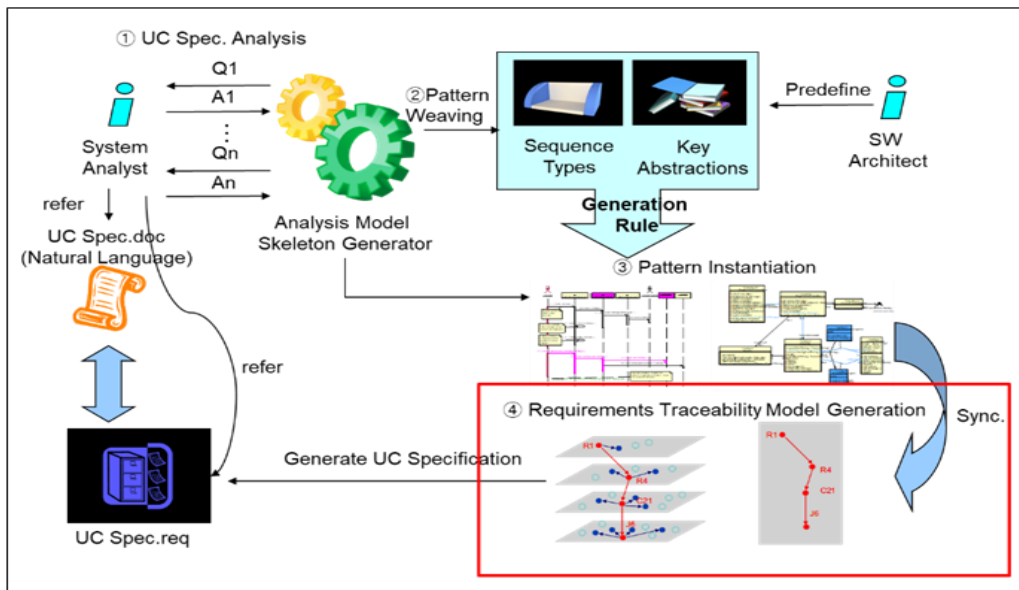 ① UC Spec. Analysis
Q1
A1
Qn
An
System
Analyst
②Pattern
Weaving
Sequence
Types
Key
Abstractions
Predefine
SW
Architect
refer
UC Spec.doc
(Natural Language)
Analysis Model
Skeleton Generator
Generation
Rule
③ Pattern Instantiation
refer
④ Requirements Traceability Model Generation
Sync.
R1
R4
C21
J6
R1
R4
C21
J6
Generate UC Specification
UC Spec.req